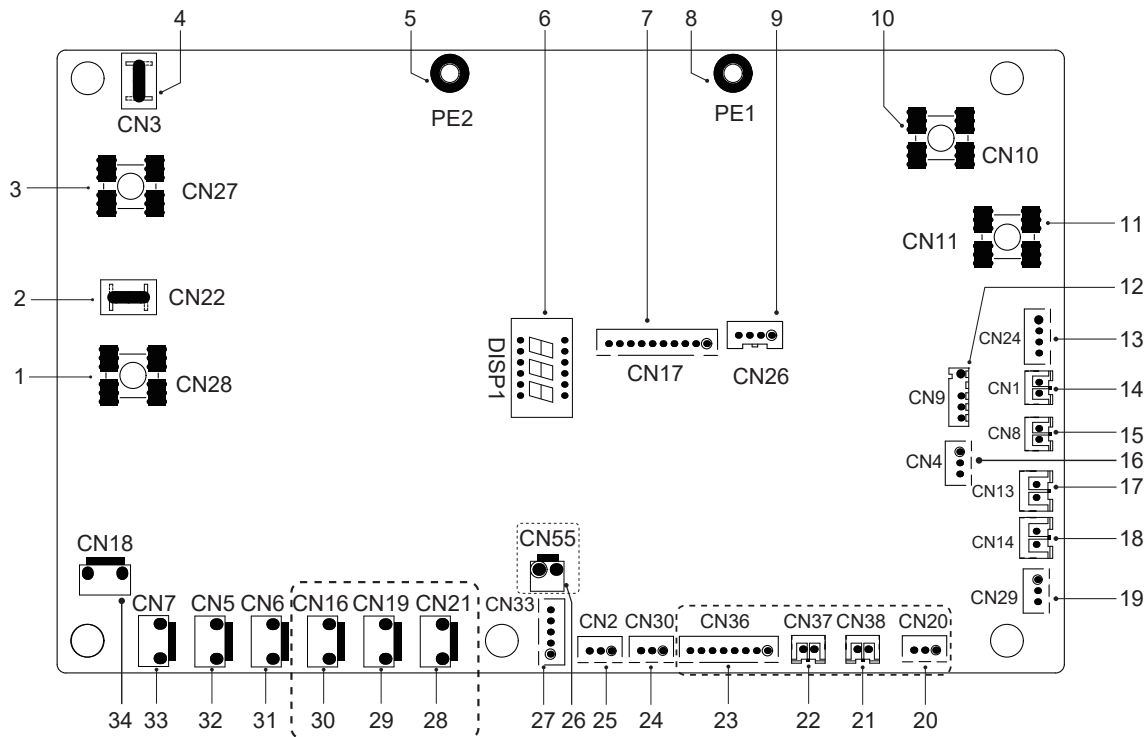 4 5 6 7 8 9 10
CN3 PE2 PE1
CN10
3 CN27
CN11 11
2 CN22
12
DISP1
CN24 13
CN17 CN26
1 CN28
CN9 CN1 14
CN8 15
CN4 16
CN13 17
CN14 18
CN18 CN55
CN29 19
CN7 CN5 CN6 CN16 CN19 CN21 CN33 CN2 CN30 CN36 CN37 CN38 CN20
34 33 32 31 30 29 28 27 26 25 24 23 22 21 20